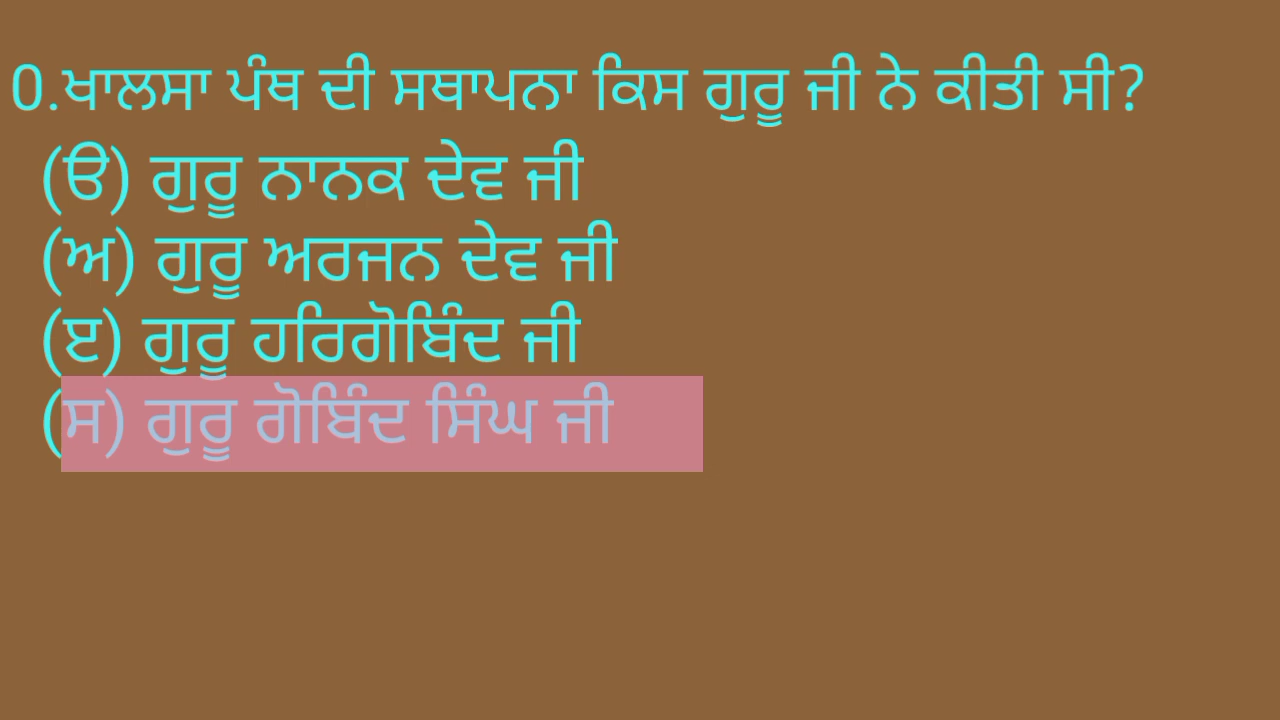 0.ਖਾਲਸਾ ਪੰਥ ਦੀ ਸਥਾਪਨਾ ਕਿਸ ਗੁਰੂ ਜੀ ਨੇ ਕੀਤੀ ਸੀ?
(ੳ) ਗੁਰੂ ਨਾਨਕ ਦੇਵ ਜੀ
(ਅ) ਗੁਰੂ ਅਰਜਨ ਦੇਵ ਜੀ
(ੲ) ਗੁਰੂ ਹਰਿਗੋਬਿੰਦ ਜੀ
(ਸ) ਗੁਰੂ ਗੋਬਿੰਦ ਸਿੰਘ ਜੀ